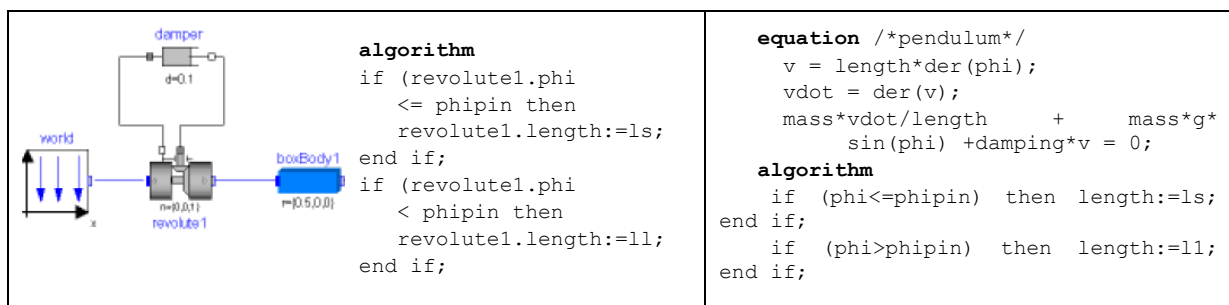 damper
d=0.1
world
x
n={0,0,1}
revolute1
boxBody1
r={0.5,0,0}
algorithm
if (revolute1.phi
<= phipin then
revolute1.length:=ls;
end if;
if (revolute1.phi
< phipin then
revolute1.length:=ll;
end if;
equation /*pendulum*/
v = length*der(phi);
vdot = der(v);
mass*vdot/length + mass*g*
sin(phi) +damping*v = 0;
algorithm
if (phi<=phipin) then length:=ls;
end if;
if (phi>phipin) then length:=l1;
end if;